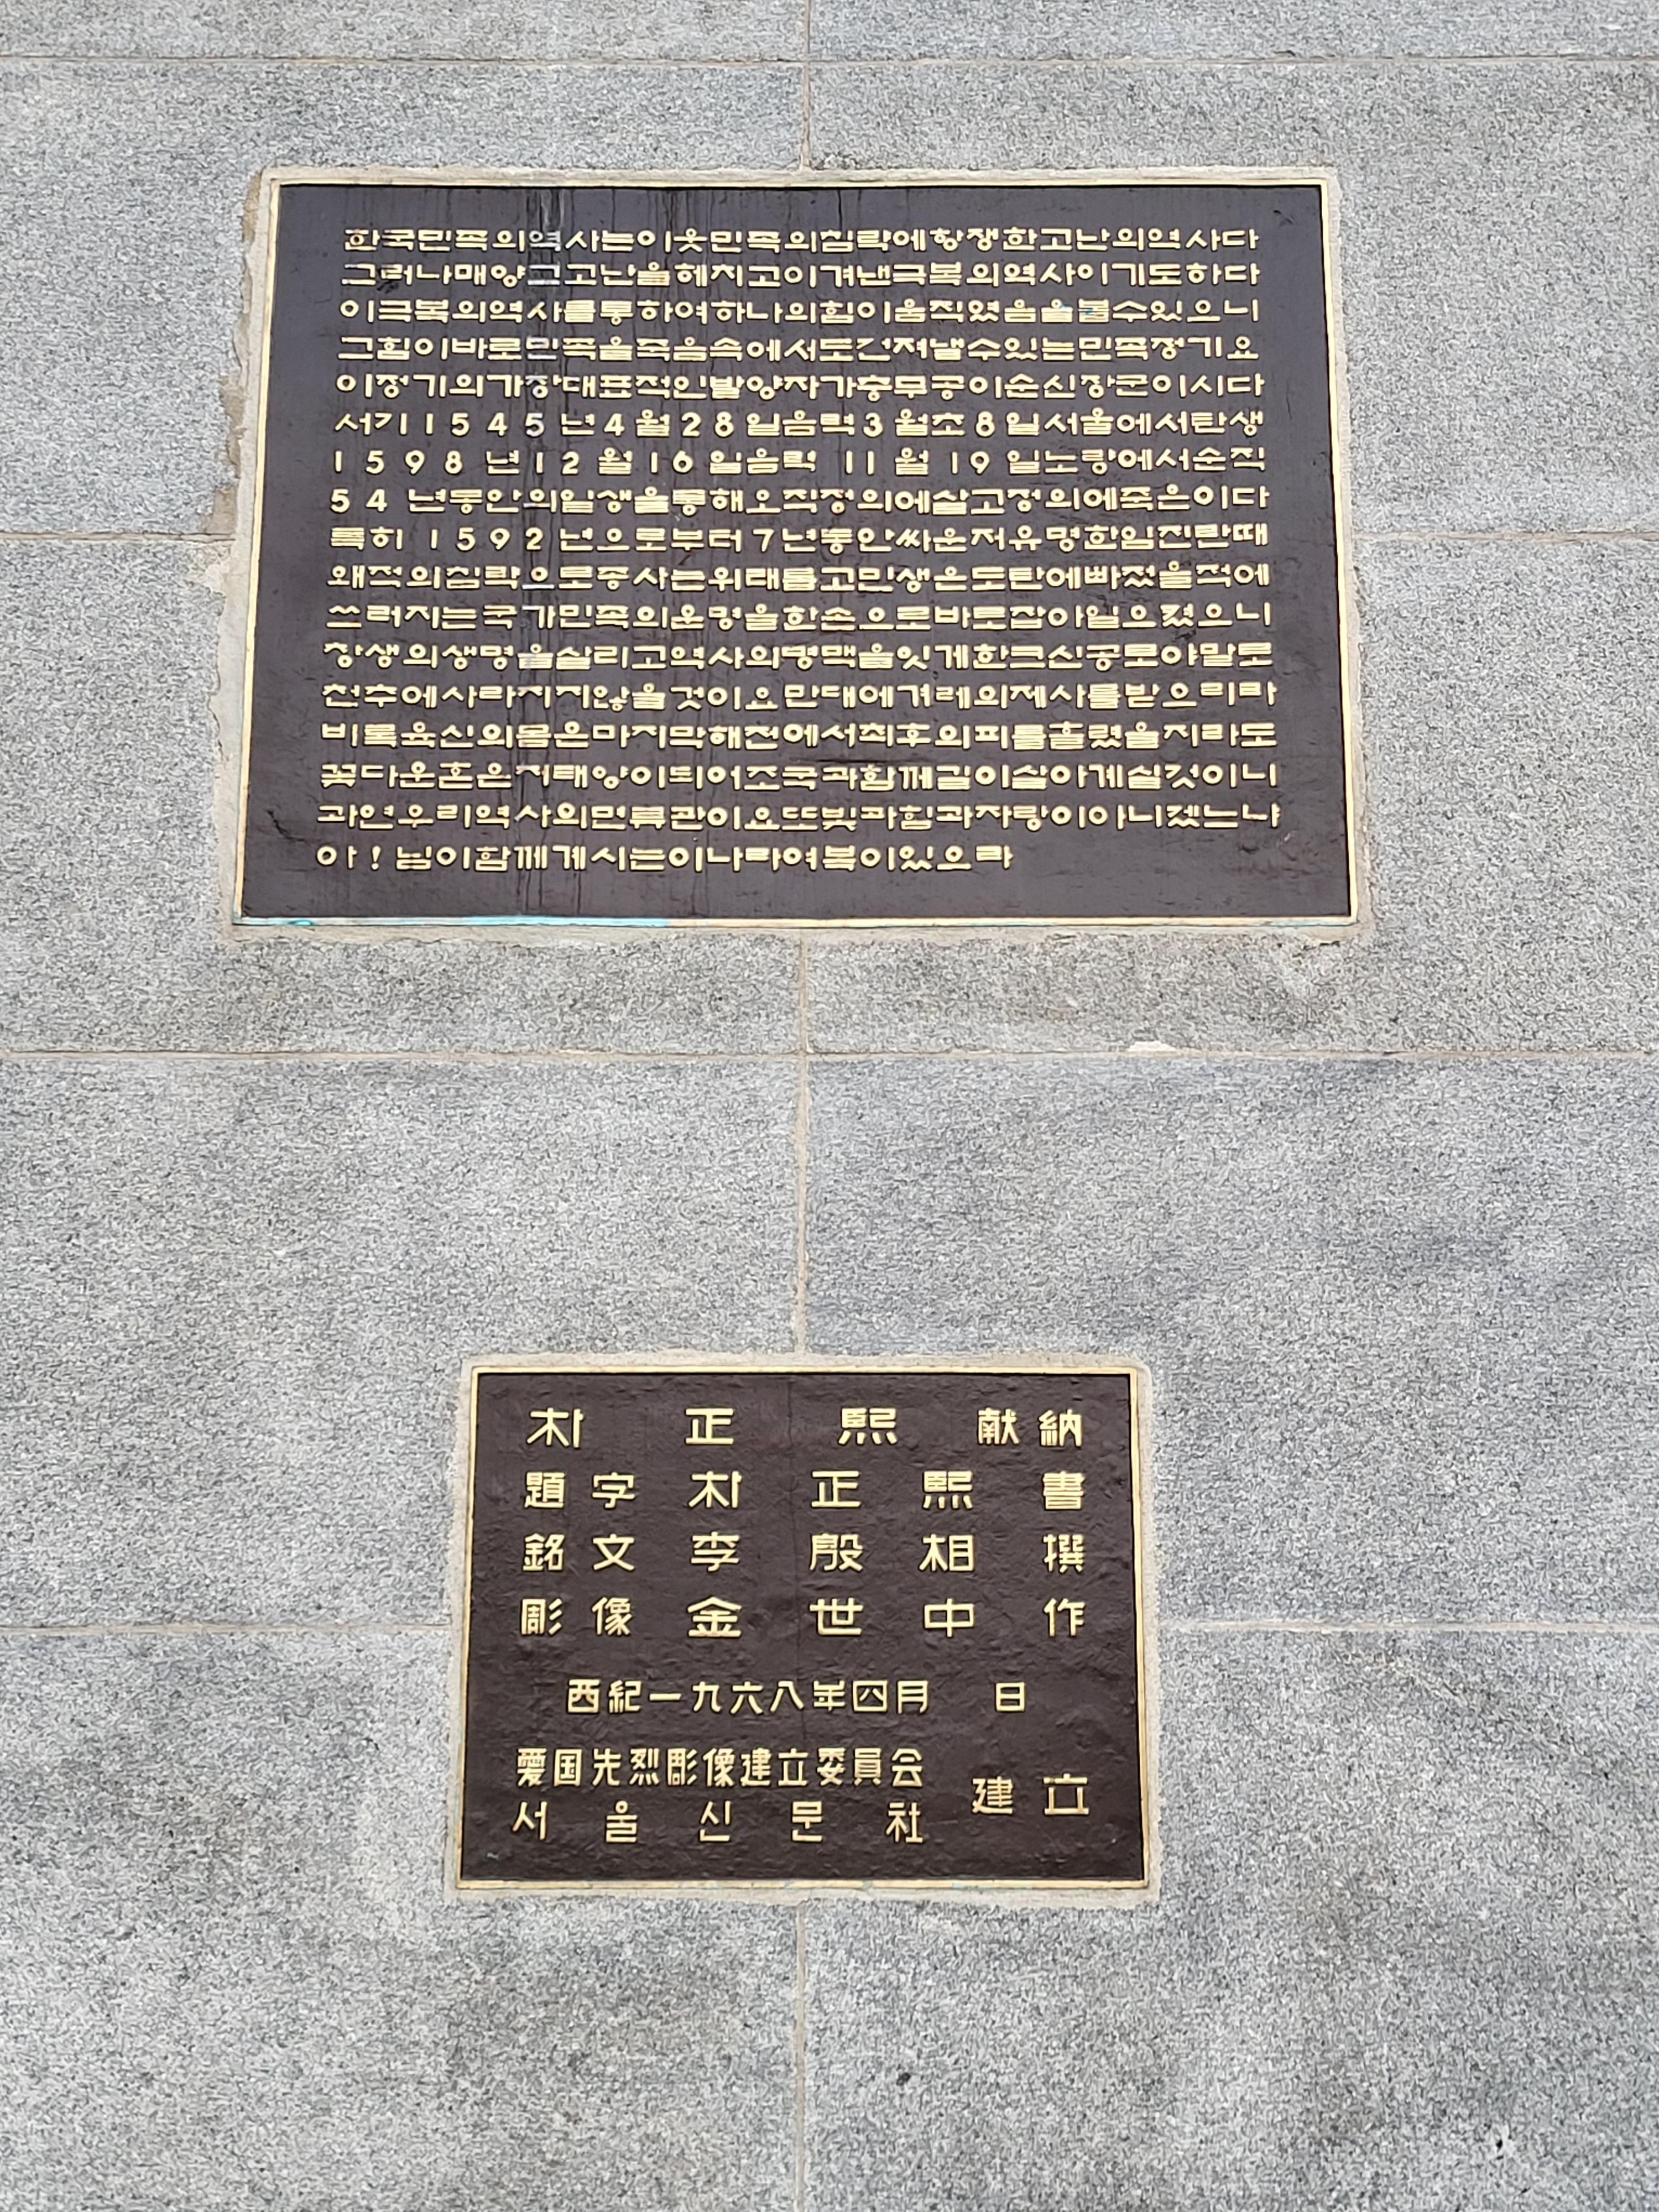 한국민족의역사는이웃민족의침략에항쟁한고난의역사다
그러나매양그고난을헤치고이겨낸극복의역사이기도하다
이극복의역사를통하여하나의힘이움직였음을볼수있으니
그힘이바로민족을죽음속에서도건져낼수있는민족정기요
이정기의가장대표적인발양자가충무공이순신장군이시다
서기1545년4월28일음력3월초8일서울에서탄생
1598년12월16일음력 11월19일노량에서순직
54년동안의일생을통해오직정의에살고정의에죽은이다
특히 1592년으로부터7년동안싸운저유명한임진란때
왜적의침략으로종사는위태롭고민생은도탄에빠졌을적에
쓰러지는국가민족의운명을한손으로바로잡아일으켰으니
창생의생명을살리고역사의명맥을잇게한크신공로야말로
천추에사라지지않을것이요만대에겨레의제사를받으리라
비록육신의몸은마지막해전에서최후의피를흘렸을지라도
꽃다운혼은저태양이되어조국과함께길이살아계실것이니
과연우리역사의면류관이요또빛과힘과자랑이아니겠는냐
아!님이함께계시는이나라여복이있으라
朴 正 熙 献納
題字 朴 正 熙 書
銘文 李 殷 相 撰
彫像 金 世 中 作
西紀一九六八年四月 日
愛国先烈彫像建立委員会
서울신문社 建立